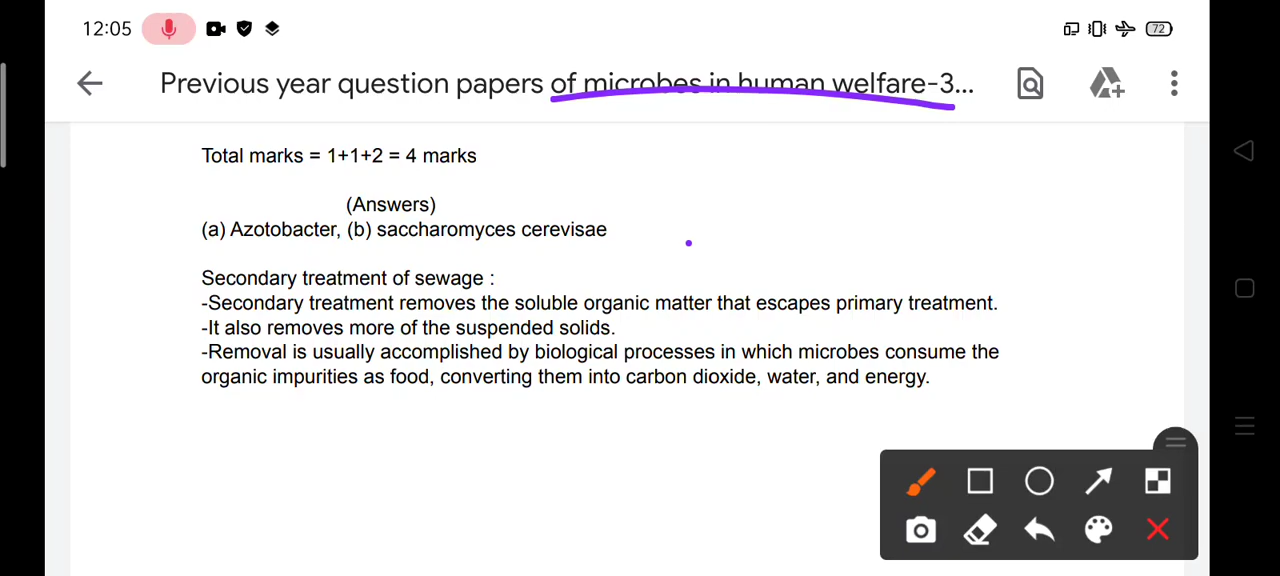 12:05
72
Previous year question papers of microbes in human welfare-3...
Total marks = 1+1+2 = 4 marks
(Answers)
(a) Azotobacter, (b) saccharomyces cerevisae
Secondary treatment of sewage :
-Secondary treatment removes the soluble organic matter that escapes primary treatment.
-It also removes more of the suspended solids.
-Removal is usually accomplished by biological processes in which microbes consume the
organic impurities as food, converting them into carbon dioxide, water, and energy.